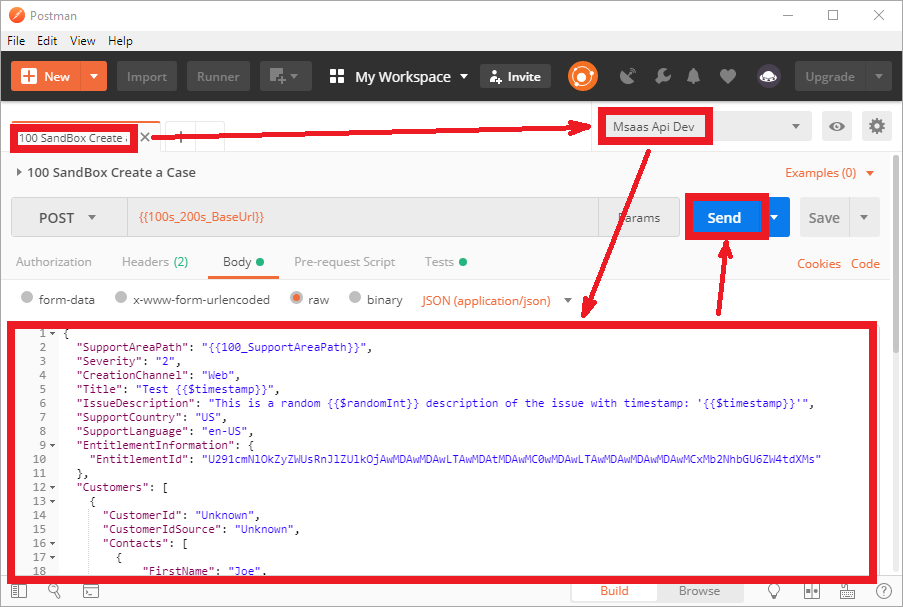 Postman
File Edit View Help
New Import Runner My Workspace Invite Upgrade
100 SandBox Create Msaas Api Dev
100 SandBox Create a Case Examples (0)
POST {{100s_200s_BaseUrl}} Params Send Save
Authorization Headers (2) Body Pre-request Script Tests Cookies Code
form-data x-www-form-urlencoded raw binary JSON (application/json)
1 {
2 "SupportAreaPath": "{{100_SupportAreaPath}}",
3 "Severity": "2",
4 "CreationChannel": "Web",
5 "Title": "Test {{$timestamp}}",
6 "IssueDescription": "This is a random {{$randomInt}} description of the issue with timestamp: '{{$timestamp}}'",
7 "SupportCountry": "US",
8 "SupportLanguage": "en-US",
9 "EntitlementInformation": {
10 "EntitlementId": "U291cmNlOkZyZWUsRnJlZUlkOjAwMDAwMDAwLTAwMDAtMDAwMC0wMDAwLTAwMDAwMDAwMDAwMCxMb2NhbGU6ZW4tdXMs"
11 },
12 "Customers": [
13 {
14 "CustomerId": "Unknown",
15 "CustomerIdSource": "Unknown",
16 "Contacts": [
17 {
18 "FirstName": "Joe",
Build Browse